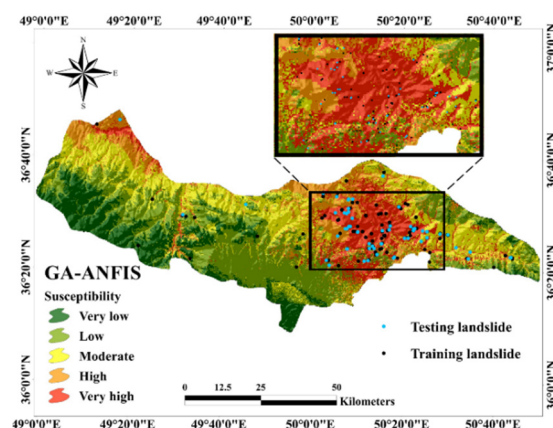 49°0'0"E 49°20'0"E 49°40'0"E 50°0'0"E 50°20'0"E 50°40'0"E
N
W E
S
36°40'0"N
36°20'0"N
36°0'0"N
GA-ANFIS
Susceptibility
Very low
Low
Moderate
High
Very high
Testing landslide
Training landslide
0 12.5 25 50
Kilometers
49°0'0"E 49°20'0"E 49°40'0"E 50°0'0"E 50°20'0"E 50°40'0"E